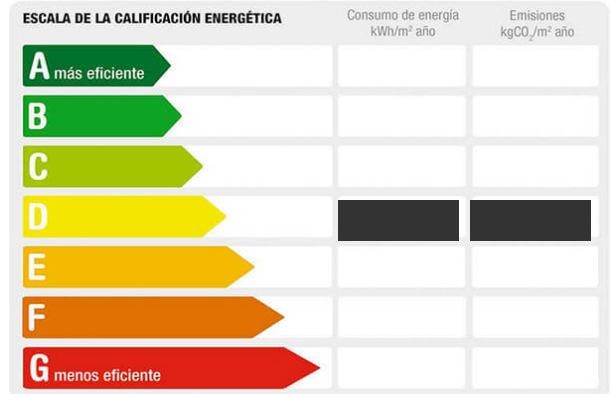 ESCALA DE LA CALIFICACIÓN ENERGÉTICA
Consumo de energía
kWh/m² año
Emisiones
kgCO₂/m² año
A más eficiente
B
C
D
E
F
G menos eficiente